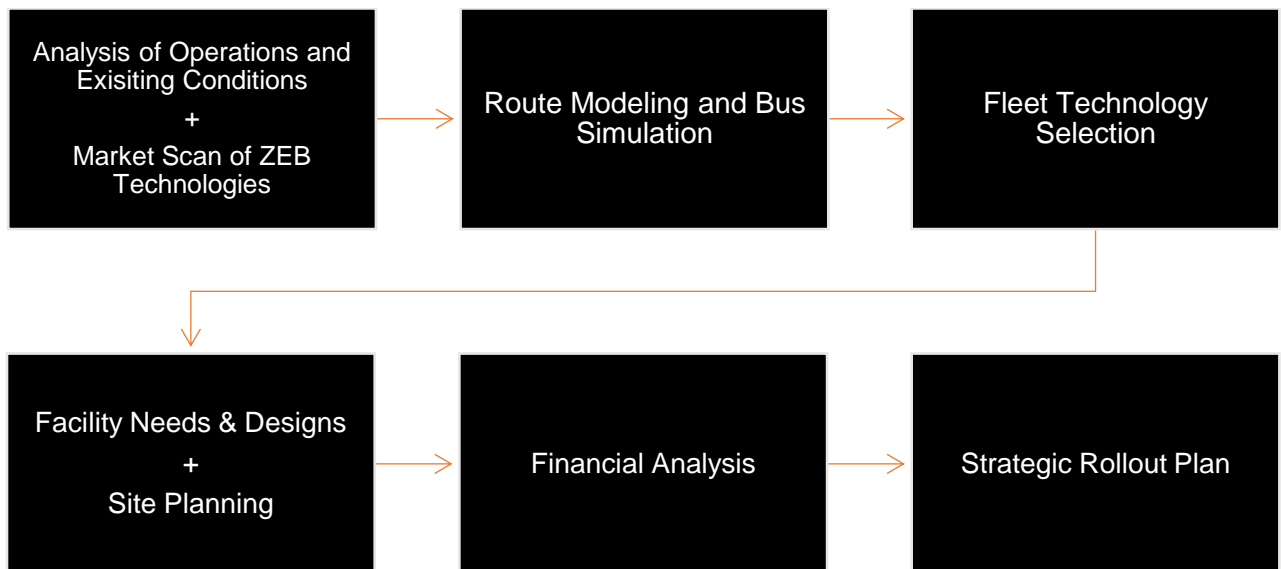 Analysis of Operations and
Exisiting Conditions
+
Market Scan of ZEB
Technologies
Route Modeling and Bus
Simulation
Fleet Technology
Selection
Facility Needs & Designs
+
Site Planning
Financial Analysis
Strategic Rollout Plan